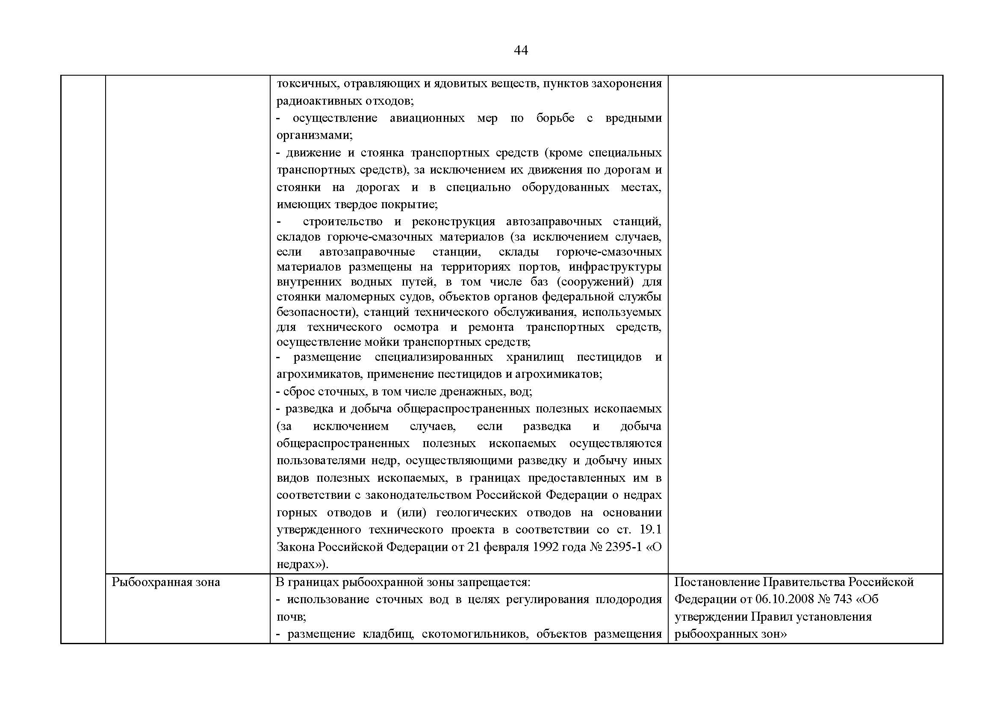 44
токсичных, отравляющих и ядовитых веществ, пунктов захоронения
радиоактивных отходов;
- осуществление авиационных мер по борьбе с вредными
организмами;
- движение и стоянка транспортных средств (кроме специальных
транспортных средств), за исключением их движения по дорогам и
стоянки на дорогах и в специально оборудованных местах,
имеющих твердое покрытие;
- строительство и реконструкция автозаправочных станций,
складов горюче-смазочных материалов (за исключением случаев,
если автозаправочные станции, склады горюче-смазочных
материалов размещены на территориях портов, инфраструктуры
внутренних водных путей, в том числе баз (сооружений) для
стоянки маломерных судов, объектов органов федеральной службы
безопасности), станций технического обслуживания, используемых
для технического осмотра и ремонта транспортных средств,
осуществление мойки транспортных средств;
- размещение специализированных хранилищ пестицидов и
агрохимикатов, применение пестицидов и агрохимикатов;
- сброс сточных, в том числе дренажных, вод;
- разведка и добыча общераспространенных полезных ископаемых
(за исключением случаев, если разведка и добыча
общераспространенных полезных ископаемых осуществляются
пользователями недр, осуществляющими разведку и добычу иных
видов полезных ископаемых, в границах предоставленных им в
соответствии с законодательством Российской Федерации о недрах
горных отводов и (или) геологических отводов на основании
утвержденного технического проекта в соответствии со ст. 19.1
Закона Российской Федерации от 21 февраля 1992 года № 2395-1 «О
недрах»).
Рыбоохранная зона
В границах рыбоохранной зоны запрещается:
- использование сточных вод в целях регулирования плодородия
почв;
- размещение кладбищ, скотомогильников, объектов размещения
Постановление Правительства Российской
Федерации от 06.10.2008 № 743 «Об
утверждении Правил установления
рыбоохранных зон»